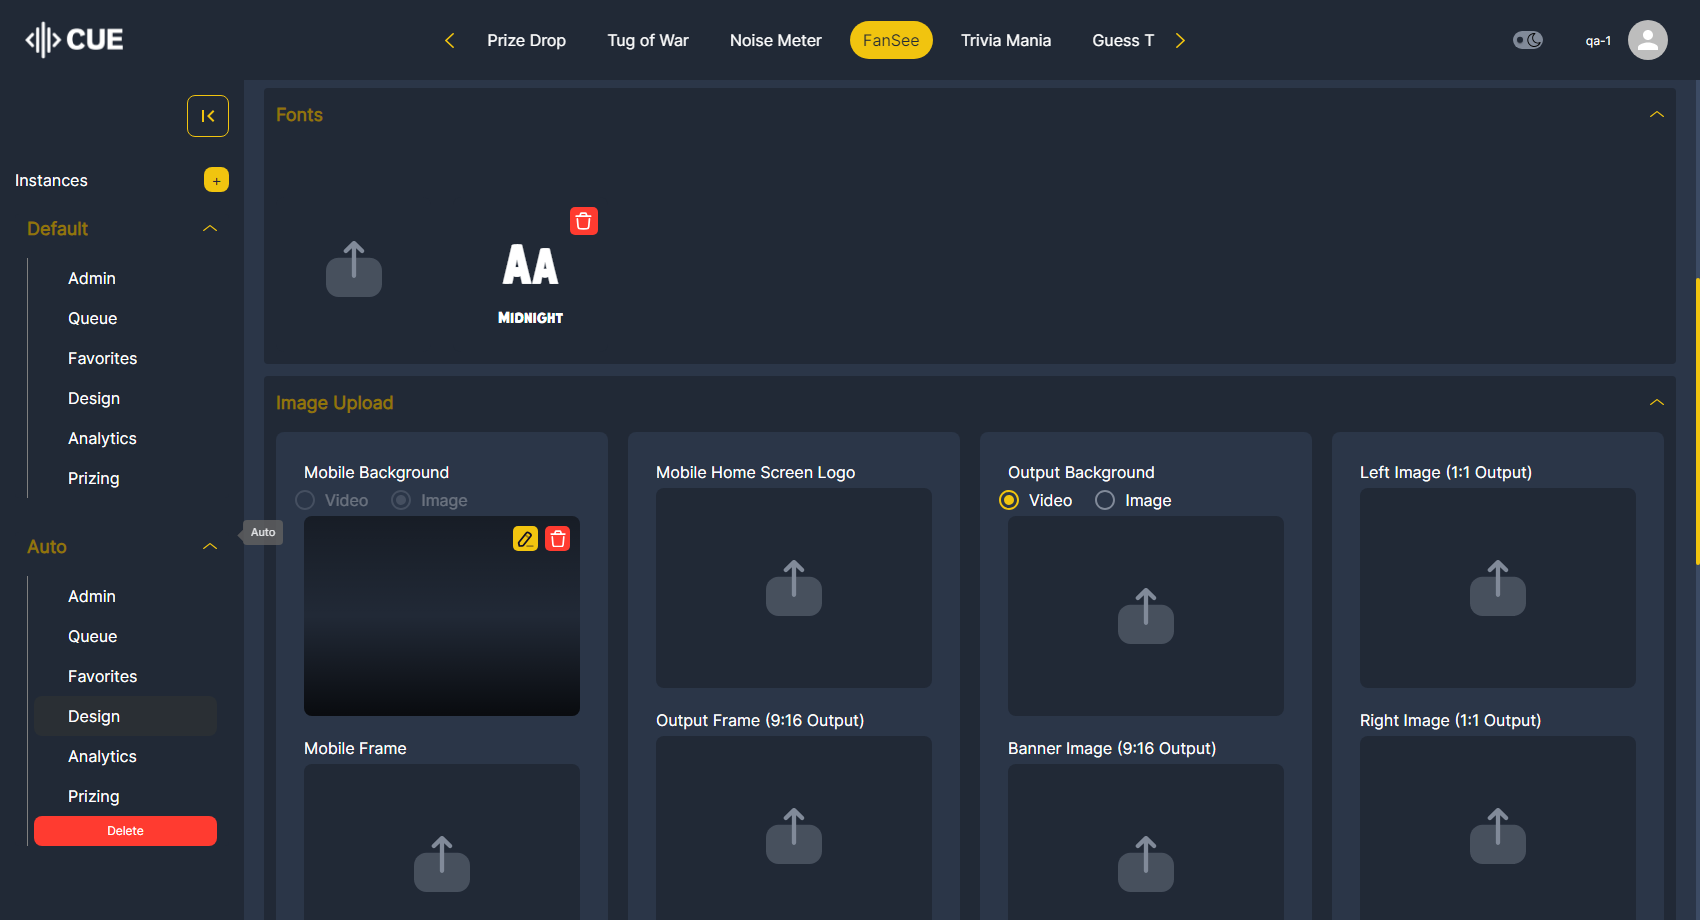 CUE
Prize Drop
Tug of War
Noise Meter
FanSee
Trivia Mania
Guess T
qa-1
Instances
+
Default
Admin
Queue
Favorites
Design
Analytics
Prizing
Auto
Auto
Admin
Queue
Favorites
Design
Analytics
Prizing
Delete
Fonts
AA
MIDNIGHT
Image Upload
Mobile Background
Video Image
Mobile Frame
Mobile Home Screen Logo
Output Frame (9:16 Output)
Output Background
Video Image
Banner Image (9:16 Output)
Left Image (1:1 Output)
Right Image (1:1 Output)